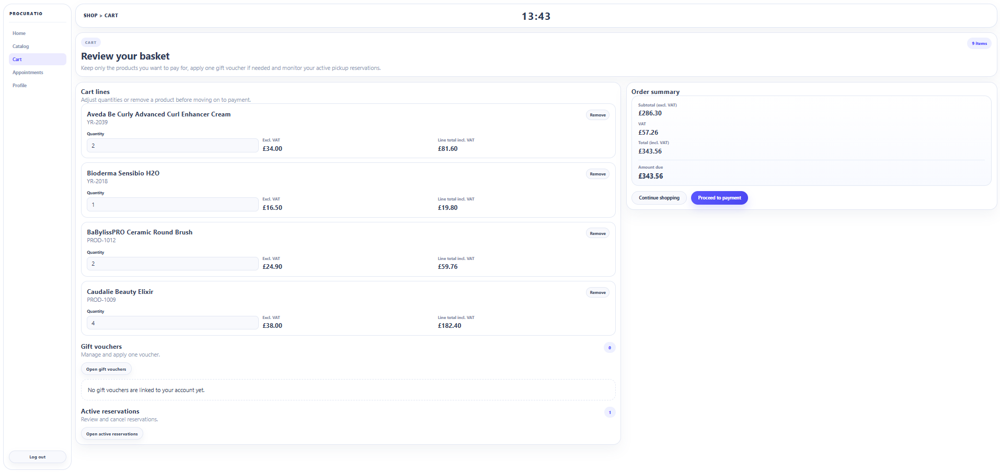 PROCURATIO
Home
Catalog
Cart
Appointments
Profile
Log out
SHOP > CART
13:43
CART
9 items
Review your basket
Keep only the products you want to pay for, apply one gift voucher if needed and monitor your active pickup reservations.
Cart lines
Adjust quantities or remove a product before moving on to payment.
Aveda Be Curly Advanced Curl Enhancer Cream
Remove
YR-2039
Quantity
2
Excl. VAT
£34.00
Line total incl. VAT
£81.60
Bioderma Sensibio H2O
Remove
YR-2018
Quantity
1
Excl. VAT
£16.50
Line total incl. VAT
£19.80
BaBylissPRO Ceramic Round Brush
Remove
PROD-1012
Quantity
2
Excl. VAT
£24.90
Line total incl. VAT
£59.76
Caudalie Beauty Elixir
Remove
PROD-1009
Quantity
4
Excl. VAT
£38.00
Line total incl. VAT
£182.40
Gift vouchers
0
Manage and apply one voucher.
Open gift vouchers
No gift vouchers are linked to your account yet.
Active reservations
1
Review and cancel reservations.
Open active reservations
Order summary
Subtotal (excl. VAT)
£286.30
VAT
£57.26
Total (incl. VAT)
£343.56
Amount due
£343.56
Continue shopping
Proceed to payment